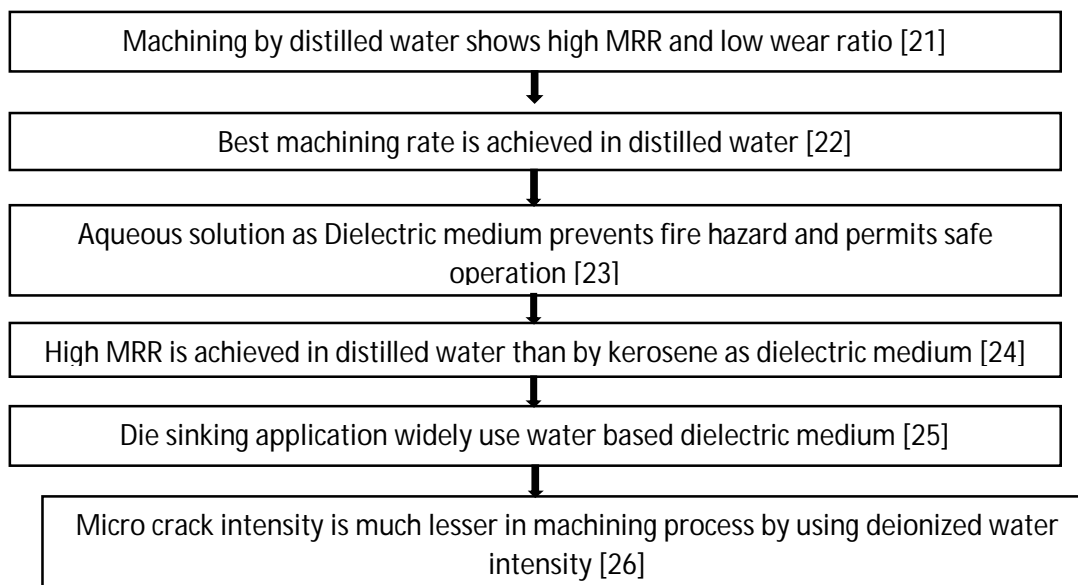 Machining by distilled water shows high MRR and low wear ratio [21]
Best machining rate is achieved in distilled water [22]
Aqueous solution as Dielectric medium prevents fire hazard and permits safe
operation [23]
High MRR is achieved in distilled water than by kerosene as dielectric medium [24]
Die sinking application widely use water based dielectric medium [25]
Micro crack intensity is much lesser in machining process by using deionized water
intensity [26]